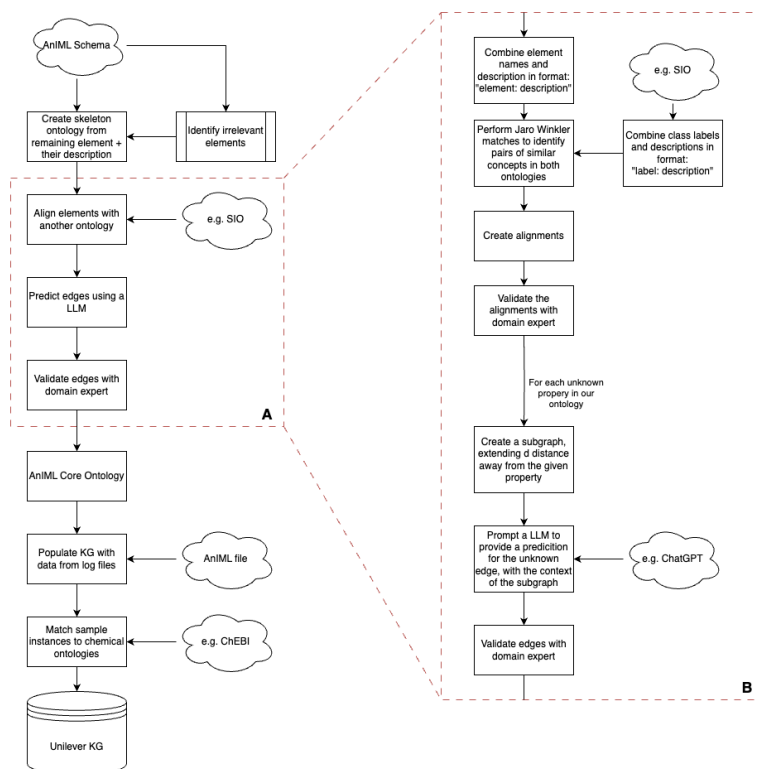 AnIML Schema
Create skeleton
ontology from
remaining element +
their description
Identify irrelevant
elements
Align elements with
another ontology
e.g. SIO
Predict edges using a
LLM
Validate edges with
domain expert
A
AnIML Core Ontology
Populate KG with
data from log files
AnIML file
Match sample
instances to chemical
ontologies
e.g. ChEBI
Unilever KG
Combine element
names and
description in format:
"element: description"
e.g. SIO
Perform Jaro Winkler
matches to identify
pairs of similar
concepts in both
ontologies
Combine class labels
and descriptions in
format:
"label: description"
Create alignments
Validate the
alignments with
domain expert
For each unknown
propery in our
ontology
Create a subgraph,
extending d distance
away from the given
property
Prompt a LLM to
provide a predicition
for the unknown
edge, with the context
of the subgraph
e.g. ChatGPT
Validate edges with
domain expert
B